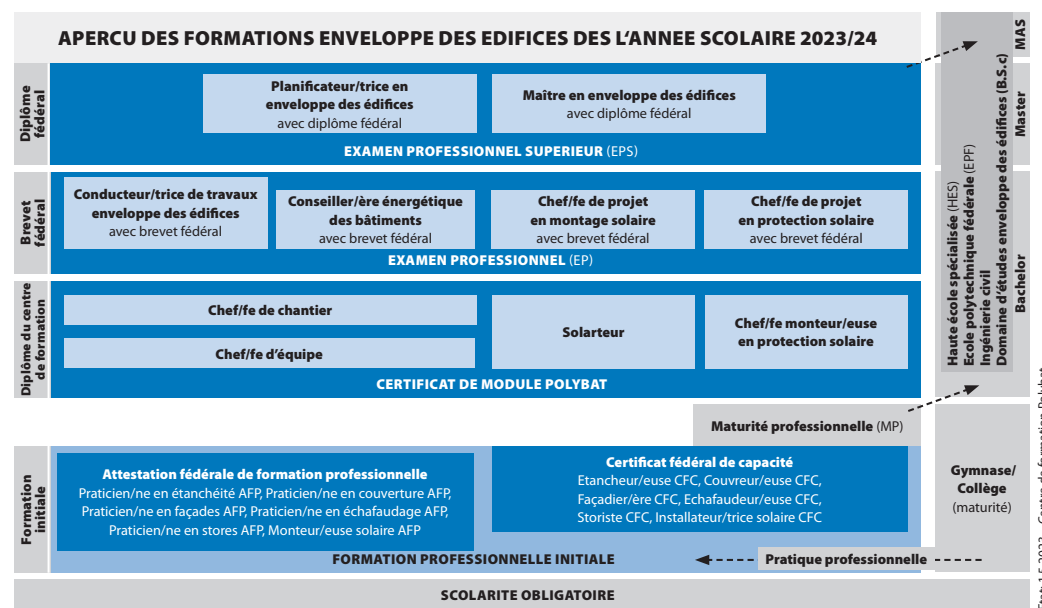 APERCU DES FORMATIONS ENVELOPPE DES EDIFICES DES L‘ANNEE SCOLAIRE 2023/24
Diplôme
fédéral
Planificateur/trice en
enveloppe des édifices
avec diplôme fédéral
Maître en enveloppe des édifices
avec diplôme fédéral
EXAMEN PROFESSIONNEL SUPERIEUR (EPS)
Brevet
fédéral
Conducteur/trice de travaux
enveloppe des édifices
avec brevet fédéral
Conseiller/ère énergétique
des bâtiments
avec brevet fédéral
Chef/fe de projet
en montage solaire
avec brevet fédéral
Chef/fe de projet
en protection solaire
avec brevet fédéral
EXAMEN PROFESSIONNEL (EP)
Diplôme du centre
de formation
Chef/fe de chantier
Chef/fe d’équipe
Solarteur
Chef/fe monteur/euse
en protection solaire
CERTIFICAT DE MODULE POLYBAT
Haute école spécialisée (HES)
Ecole polytechnique fédérale (EPF)
Ingénierie civil
Domaine d’études enveloppe des édifices (B.S.c)
MAS
Master
Bachelor
Maturité professionnelle (MP)
Formation
initiale
Attestation fédérale de formation professionnelle
Praticien/ne en étanchéité AFP, Praticien/ne en couverture AFP,
Praticien/ne en façades AFP, Praticien/ne en échafaudage AFP,
Praticien/ne en stores AFP, Monteur/euse solaire AFP
Certificat fédéral de capacité
Etancheur/euse CFC, Couvreur/euse CFC,
Façadier/ère CFC, Echafaudeur/euse CFC,
Storiste CFC, Installateur/trice solaire CFC
Gymnase/
Collège
(maturité)
FORMATION PROFESSIONNELLE INITIALE
Pratique professionnelle
SCOLARITE OBLIGATOIRE